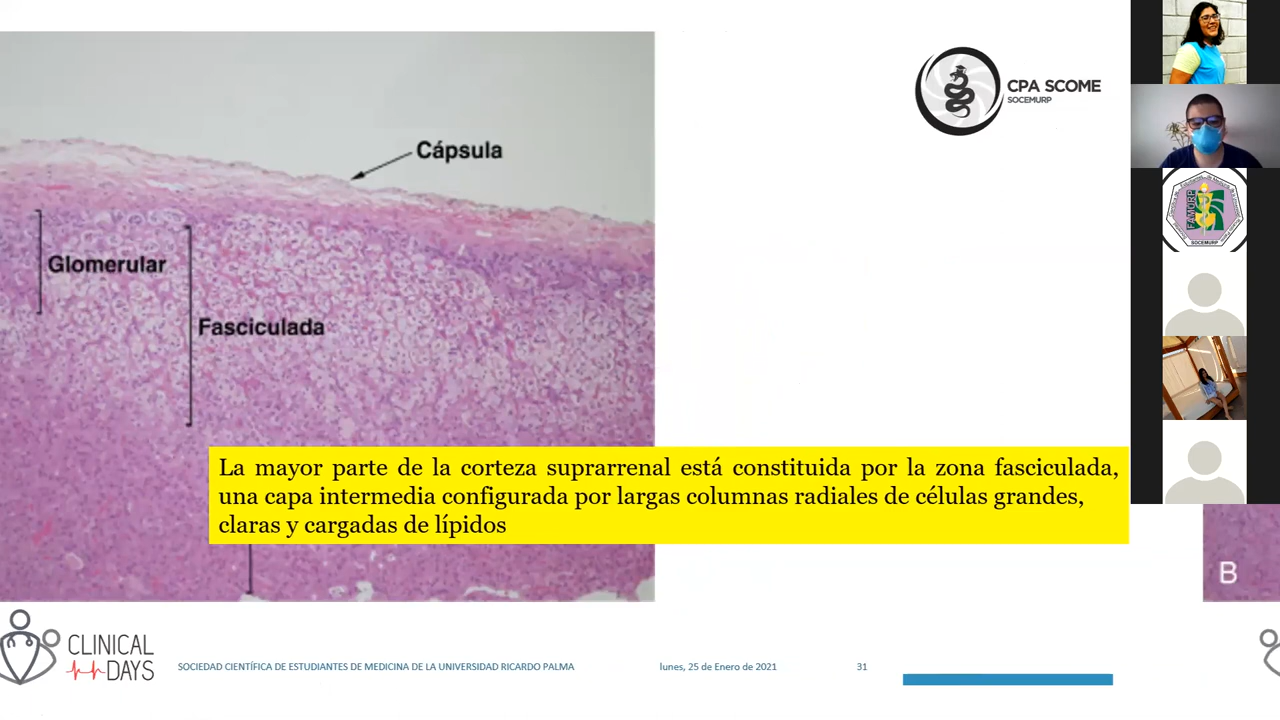 CPA SCOME
SOCEMURP
Cápsula
Glomerular
Fasciculada
La mayor parte de la corteza suprarrenal está constituida por la zona fasciculada,
una capa intermedia configurada por largas columnas radiales de células grandes,
claras y cargadas de lípidos
FAMURP
SOCEMURP
B
CLINICAL
DAYS
SOCIEDAD CIENTÍFICA DE ESTUDIANTES DE MEDICINA DE LA UNIVERSIDAD RICARDO PALMA
lunes, 25 de Enero de 2021
31